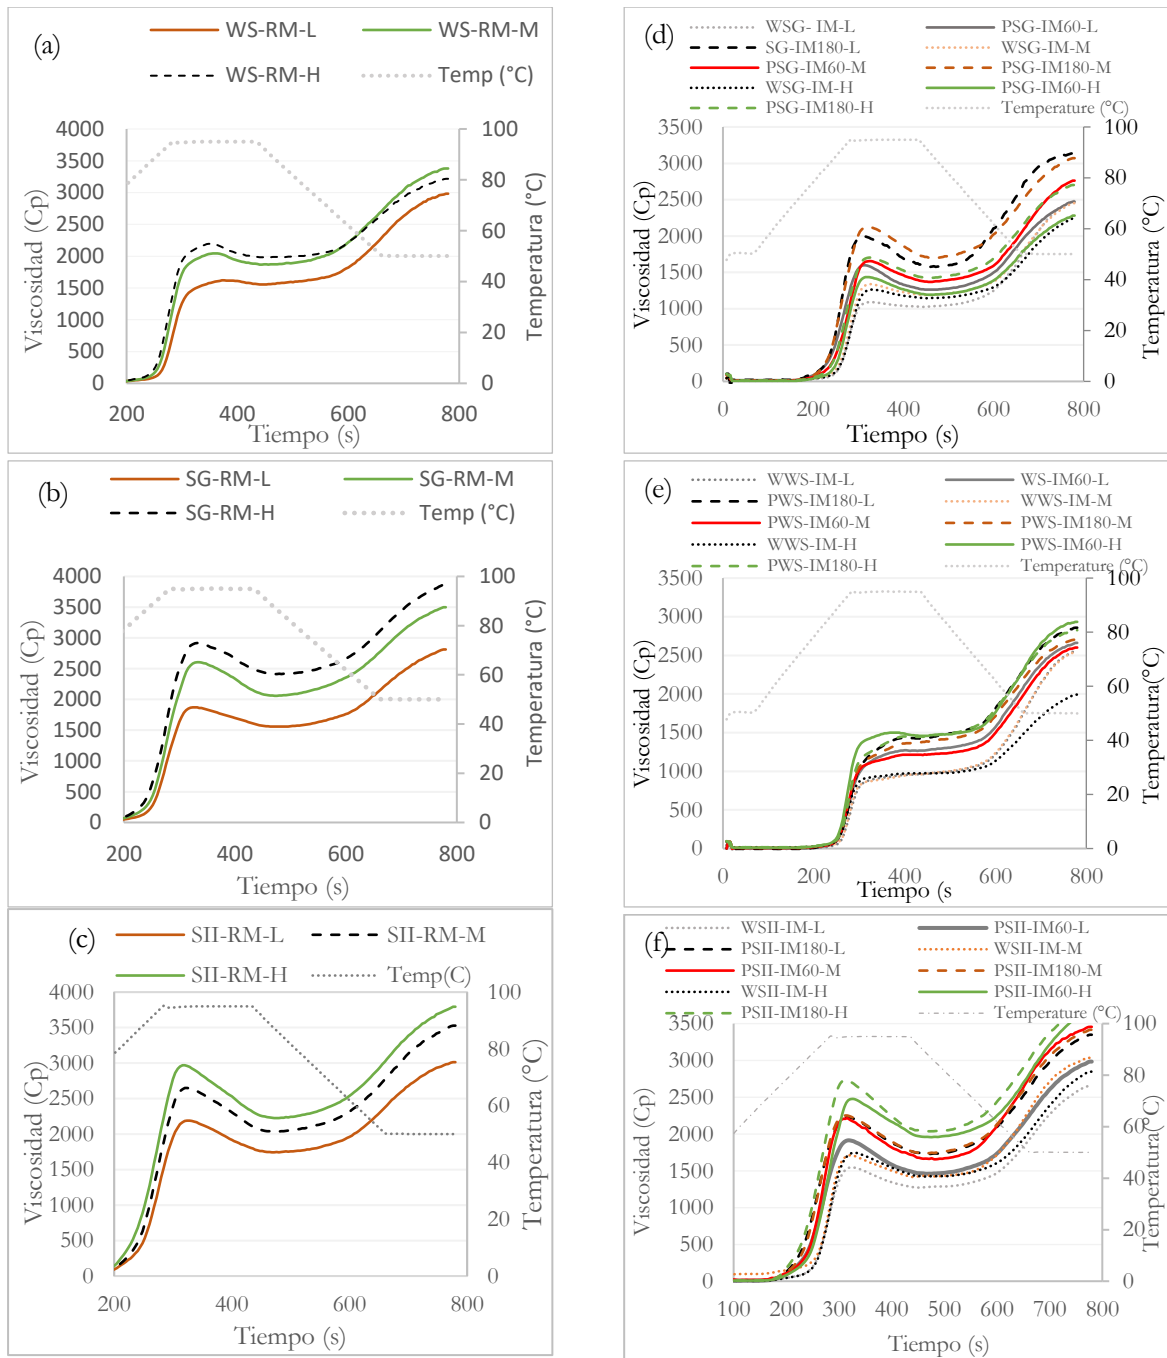 (a)
WS-RM-L WS-RM-M
WS-RM-H Temp (°C)
4000
3500
3000
2500
2000
1500
1000
500
0
100
80
60
40
20
0
200 400 600 800
Viscosidad (Cp)
Temperatura (°C)
Tiempo (s)
(b)
SG-RM-L SG-RM-M
SG-RM-H Temp (°C)
4000
3500
3000
2500
2000
1500
1000
500
0
100
80
60
40
20
0
200 400 600 800
Viscosidad (Cp)
Temperatura (°C)
Tiempo (s)
(c)
SII-RM-L SII-RM-M
SII-RM-H Temp(C)
4000
3500
3000
2500
2000
1500
1000
500
0
100
80
60
40
20
0
200 400 600 800
Viscosidad (Cp)
Temperatura (°C)
Tiempo (s)
(d)
WSG- IM-L PSG-IM60-L
SG-IM180-L WSG-IM-M
PSG-IM60-M PSG-IM180-M
WSG-IM-H PSG-IM60-H
PSG-IM180-H Temperature (°C)
3500
3000
2500
2000
1500
1000
500
0
100
80
60
40
20
0
0 200 400 600 800
Viscosidad (Cp)
Temperatura (°C)
Tiempo (s)
(e)
WWS-IM-L WS-IM60-L
PWS-IM180-L WWS-IM-M
PWS-IM60-M PWS-IM180-M
WWS-IM-H PWS-IM60-H
PWS-IM180-H Temperature (°C)
3500
3000
2500
2000
1500
1000
500
0
100
80
60
40
20
0
0 200 400 600 800
Viscosidad (Cp)
Temperatura(°C)
Tiempo (s)
(f)
WSII-IM-L PSII-IM60-L
PSII-IM180-L WSII-IM-M
PSII-IM60-M PSII-IM180-M
WSII-IM-H PSII-IM60-H
PSII-IM180-H Temperature (°C)
3500
3000
2500
2000
1500
1000
500
0
100
80
60
40
20
0
100 200 300 400 500 600 700 800
Viscosidad (Cp)
Temperatura (°C)
Tiempo (s)